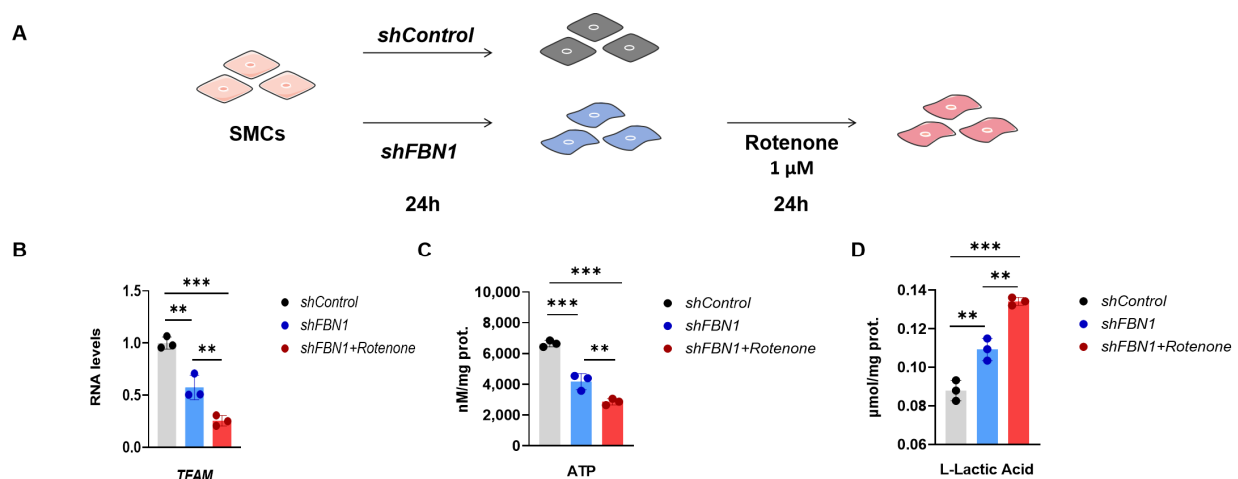 A
shControl
SMCs
shFBN1
Rotenone
1 µM
24h
24h
B
***
**
**
1.5
1.0
0.5
0.0
RNA levels
TFAM
shControl
shFBN1
shFBN1+Rotenone
C
***
***
**
10,000
8,000
6,000
4,000
2,000
0
nM/mg prot.
ATP
shControl
shFBN1
shFBN1+Rotenone
D
***
**
**
0.14
0.12
0.10
0.08
0.06
µmol/mg prot.
L-Lactic Acid
shControl
shFBN1
shFBN1+Rotenone